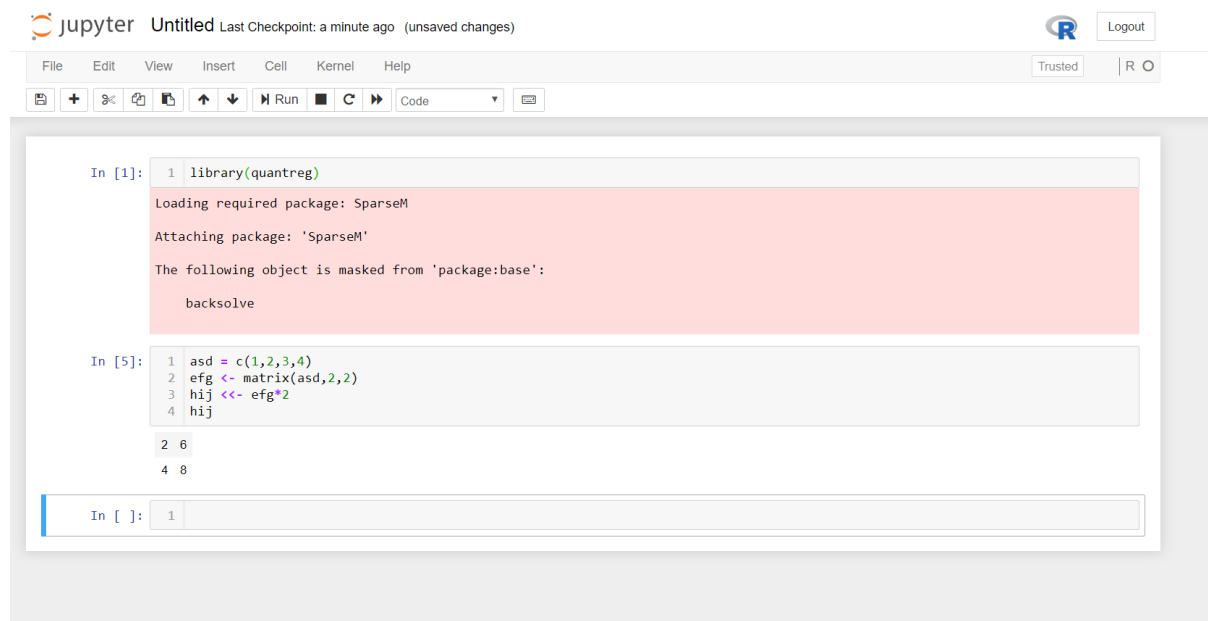 jupyter Untitled Last Checkpoint: a minute ago (unsaved changes) R Logout
File Edit View Insert Cell Kernel Help Trusted R
Run Code
In [1]: 1 library(quantreg)
Loading required package: SparseM
Attaching package: 'SparseM'
The following object is masked from 'package:base':
backsolve
In [5]: 1 asd = c(1,2,3,4)
2 efg <- matrix(asd,2,2)
3 hij <<- efg*2
4 hij
2 6
4 8
In [ ]: 1